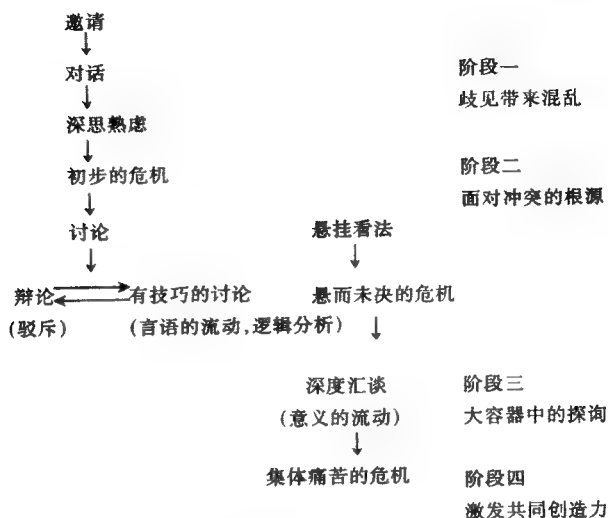 邀请
对话
阶段一
歧见带来混乱
深思熟虑
初步的危机
阶段二
面对冲突的根源
讨论
悬挂看法
辩论
有技巧的讨论
悬而未决的危机
(驳斥)
(言语的流动,逻辑分析)
深度汇谈
阶段三
(意义的流动)
大容器中的探询
集体痛苦的危机
阶段四
激发共同创造力